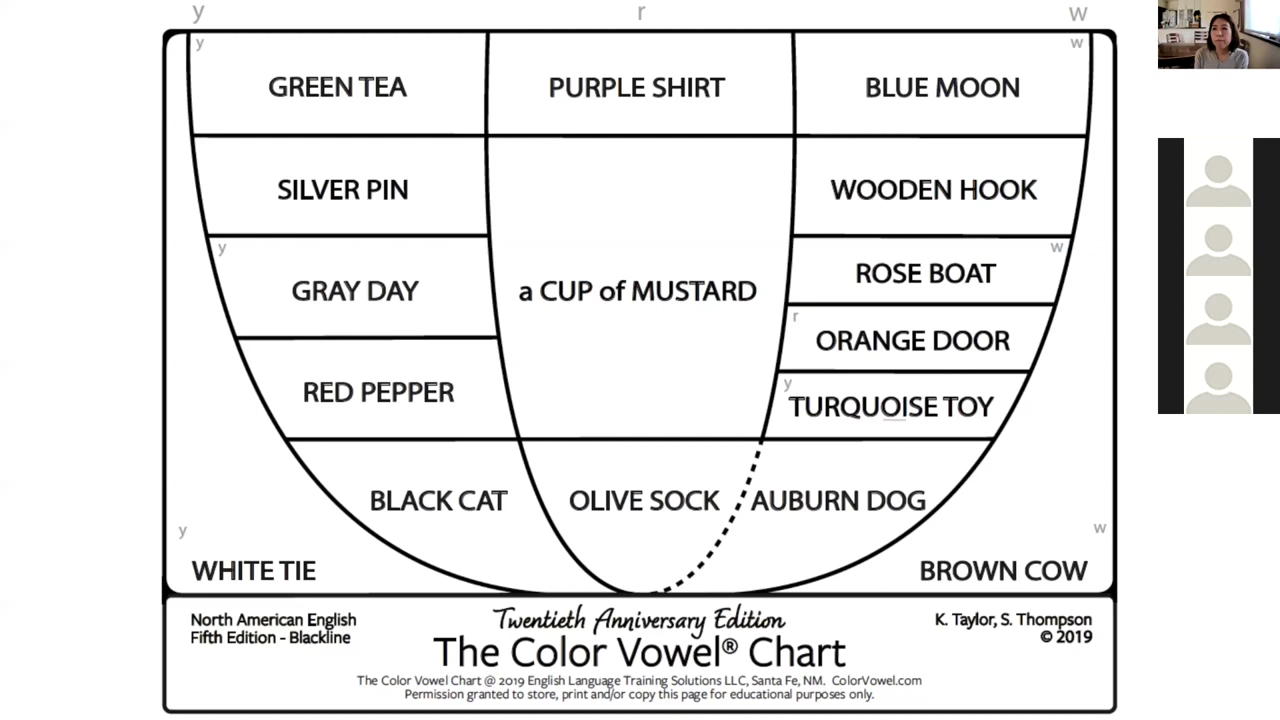 y r w
y w
GREEN TEA PURPLE SHIRT BLUE MOON
SILVER PIN WOODEN HOOK
y w
GRAY DAY a CUP of MUSTARD ROSE BOAT
r
ORANGE DOOR
y
RED PEPPER TURQUOISE TOY
BLACK CAT OLIVE SOCK AUBURN DOG
y w
WHITE TIE BROWN COW
North American English
Fifth Edition - Blackline
Twentieth Anniversary Edition
The Color Vowel® Chart
K. Taylor, S. Thompson
© 2019
The Color Vowel Chart @ 2019 English Language Training Solutions LLC, Santa Fe, NM. ColorVowel.com
Permission granted to store, print and/or copy this page for educational purposes only.